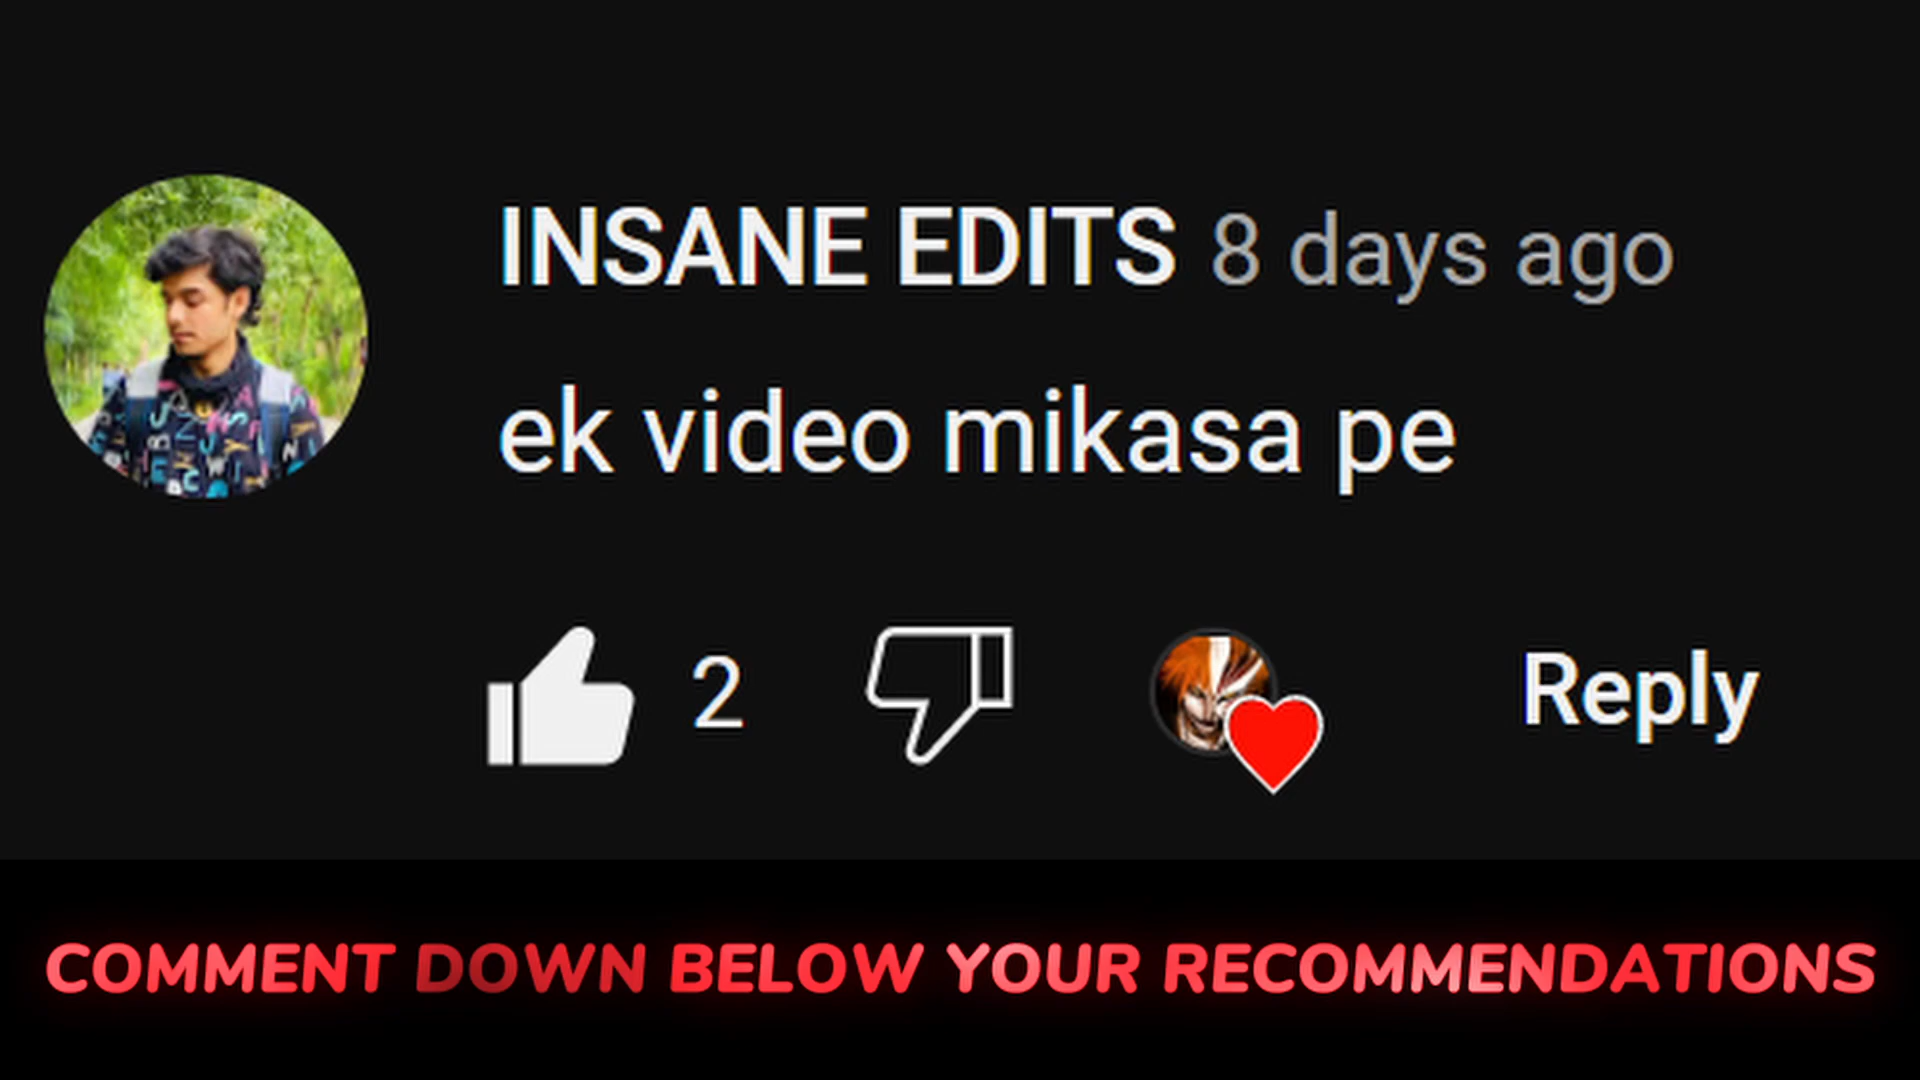 INSANE EDITS 8 days ago
ek video mikasa pe
2 Reply
COMMENT DOWN BELOW YOUR RECOMMENDATIONS